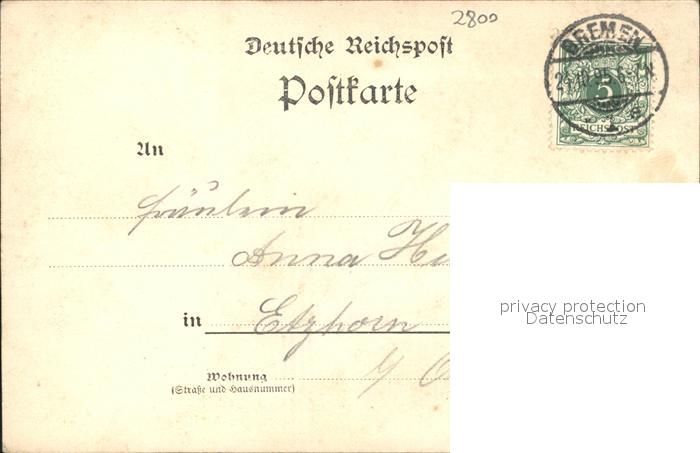 2800
Deutsche Reichspost
Postkarte
BREMEN
5
REICHSPOST
An
Fräulein
Anna
in Etzhorn
Wohnung
(Straße und Hausnummer)
privacy protection
Datenschutz